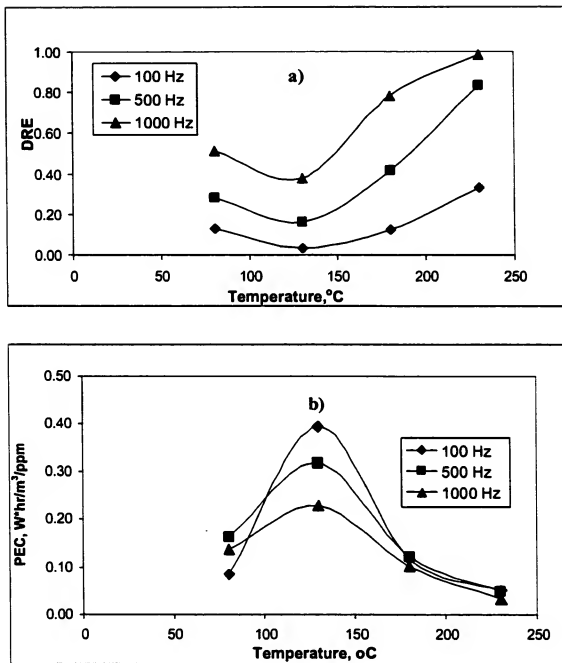 1.00
0.80
0.60
0.40
0.20
0.00
DRE
100 Hz
500 Hz
1000 Hz
a)
0 50 100 150 200 250
Temperature,°C
0.50
0.40
0.30
0.20
0.10
0.00
PEC, W*hr/m³/ppm
b)
100 Hz
500 Hz
1000 Hz
0 50 100 150 200 250
Temperature, oC